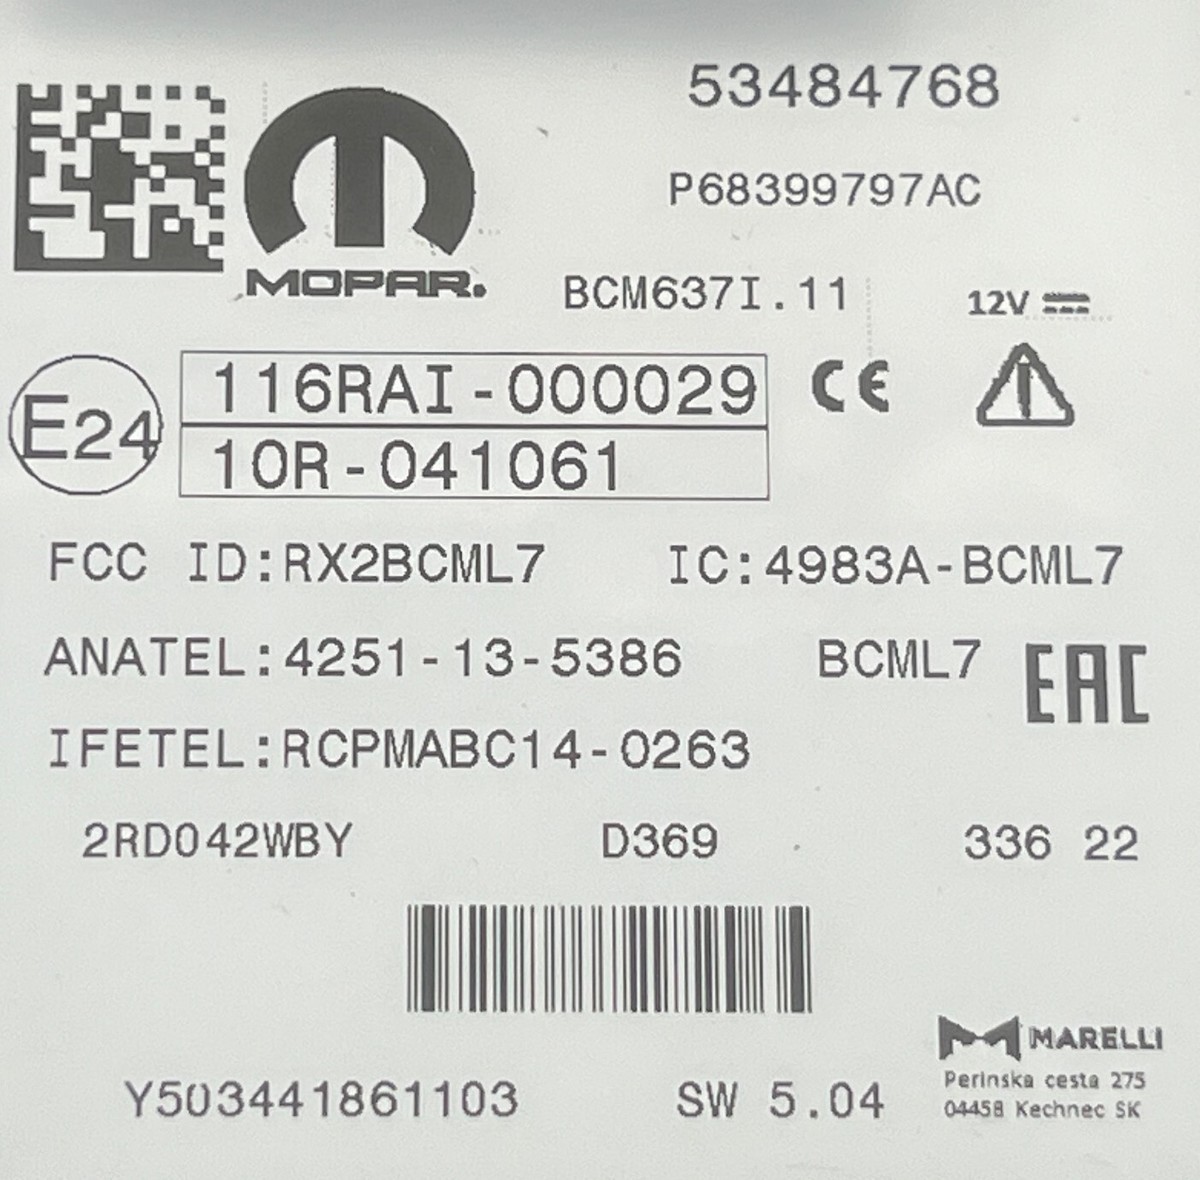 53484768
MOPAR.
P68399797AC
BCM637I.11
12V
E24
116RAI-000029
10R-041061
CE
FCC ID:RX2BCML7 IC:4983A-BCML7
ANATEL:4251-13-5386 BCML7 EAC
IFETEL:RCPMABC14-0263
2RD042WBY D369 336 22
MARELLI
Perinska cesta 275
04458 Kechnec SK
Y503441861103 SW 5.04